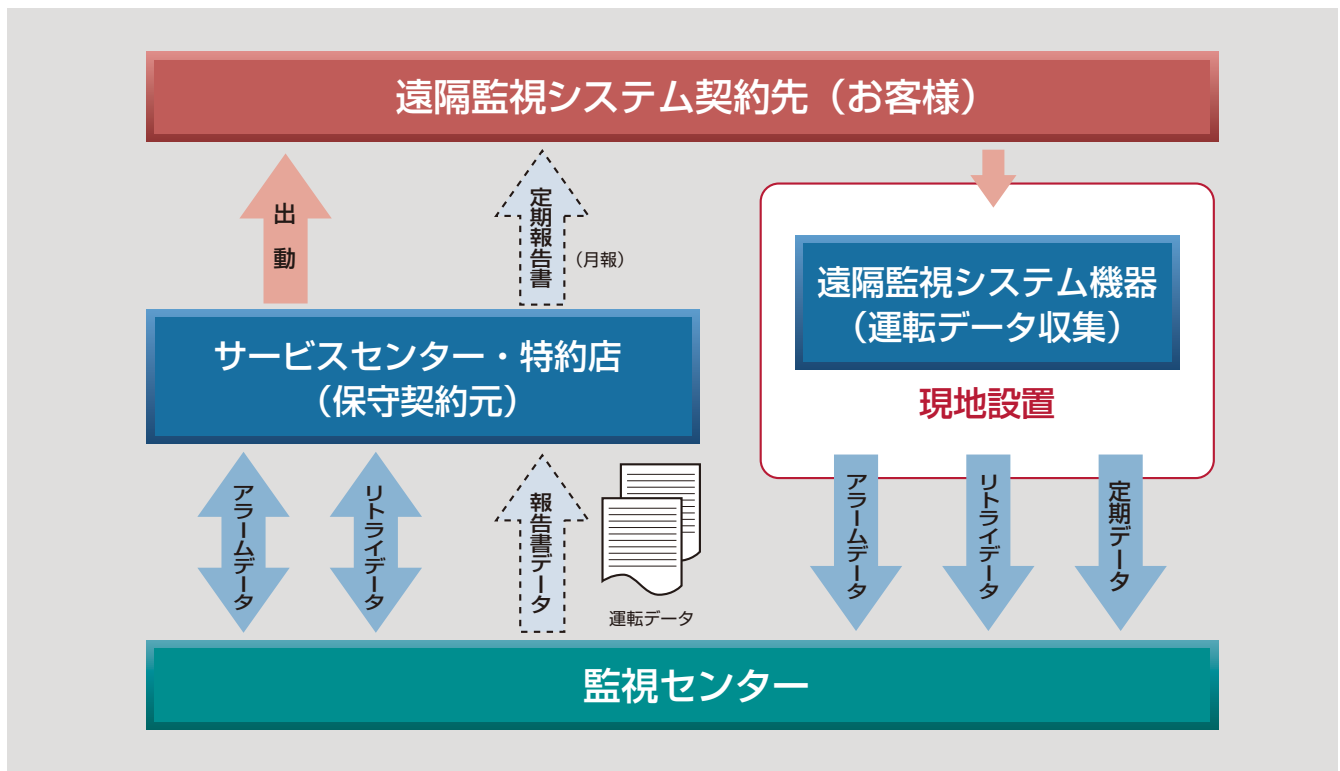 遠隔監視システム契約先（お客様）
出動
定期報告書
（月報）
遠隔監視システム機器
（運転データ収集）
現地設置
サービスセンター・特約店
（保守契約元）
アラームデータ
リトライデータ
報告書データ
運転データ
アラームデータ
リトライデータ
定期データ
監視センター